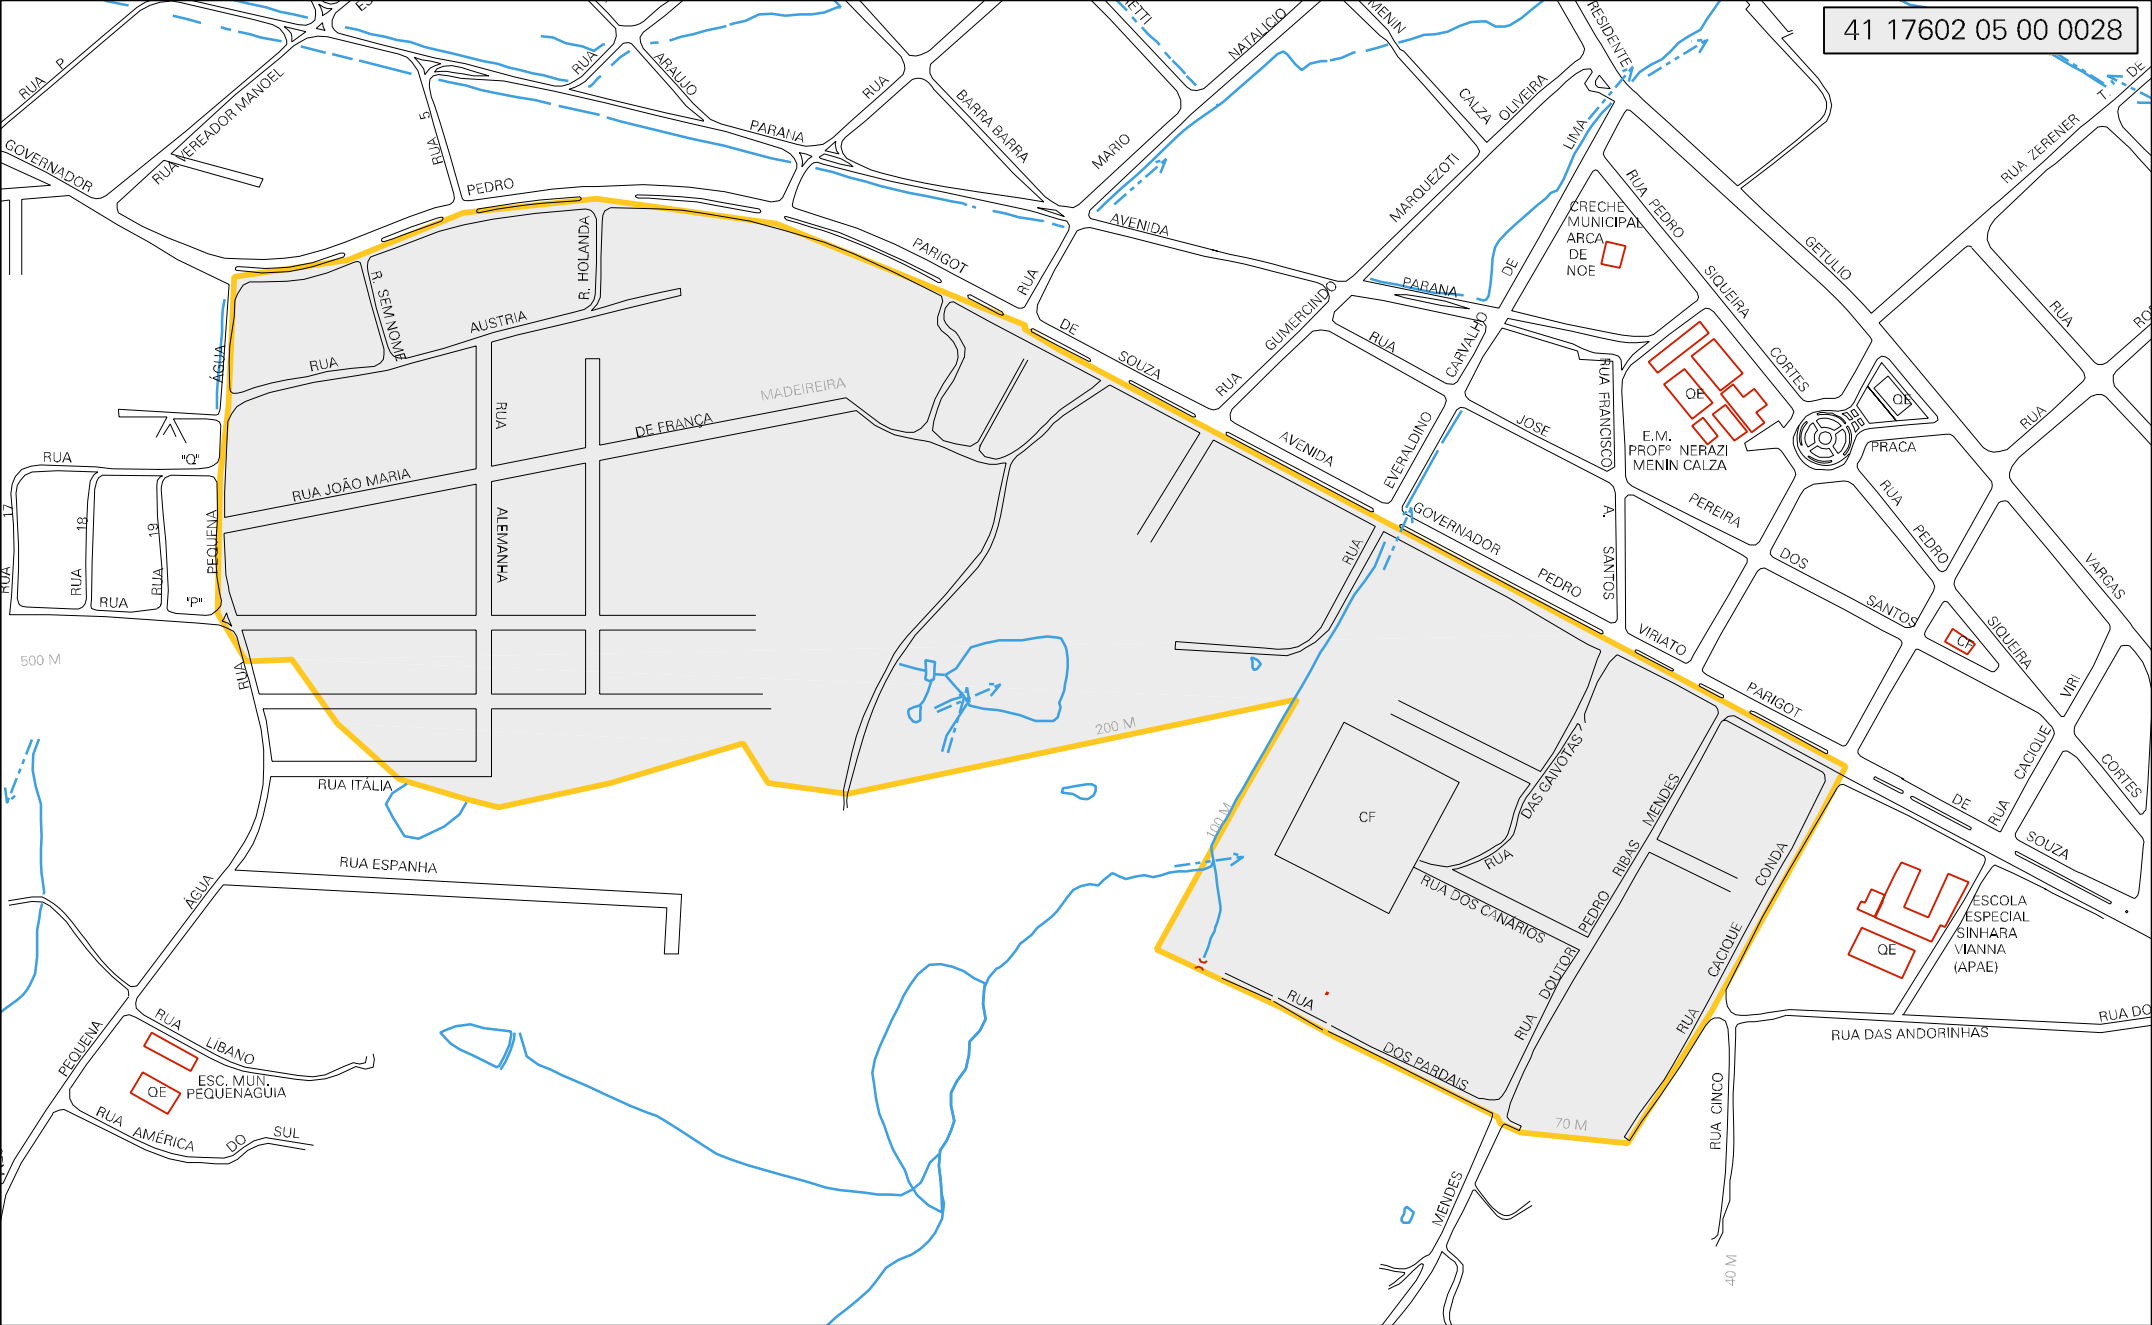 41 17602 05 00 0028
RUA P
RUA VEREADOR MANOEL
GOVERNADOR
RUA 5
PEDRO
RUA
ARAUJO
PARANA
RUA
BARRA BARRA
MARIO
NATALICIO
MENIN
CALZA
OLIVEIRA
MARQUEZOTI
RESIDENTE
LIMA
DE
T.
RUA ZERENER
AVENIDA
PARIGOT
RUA
PARANA
DE
CARVALHO
GUMERCINDO
RUA
RUA
EVERALDINO
CRECHE
MUNICIPAL
ARCA
DE
NOE
RUA PEDRO
SIQUEIRA
CORTES
GETULIO
RUA
RUA
QE
QE
PRACA
E.M.
PROFº NERAZI
MENIN CALZA
RUA FRANCISCO
A.
SANTOS
JOSE
PEREIRA
DOS
SANTOS
RUA
PEDRO
SIQUEIRA
CORTES
VARGAS
CF
VIRIATO
VIRI
CACIQUE
RUA
R. HOLANDA
R. SEM NOME
RUA
AUSTRIA
MADEIREIRA
RUA
ALEMANHA
RUA JOÃO MARIA
DE FRANÇA
DE
SOUZA
AVENIDA
GOVERNADOR
PEDRO
PARIGOT
DE
SOUZA
RUA
ÁGUA
PEQUENA
RUA
"Q"
RUA
17
RUA
18
RUA
19
RUA
"P"
500 M
RUA
RUA ITÁLIA
RUA ESPANHA
ÁGUA
PEQUENA
RUA
LÍBANO
ESC. MUN.
PEQUENAGUIA
QE
RUA
AMÉRICA
DO
SUL
200 M
100 M
CF
DAS GAIVOTAS
RUA
RUA DOS CANÁRIOS
MENDES
RIBAS
PEDRO
DOUTOR
RUA
CONDA
CACIQUE
RUA
RUA
DOS PARDAIS
70 M
MENDES
RUA CINCO
40 M
QE
ESCOLA
ESPECIAL
SINHARA
VIANNA
(APAE)
RUA DAS ANDORINHAS
RUA DO